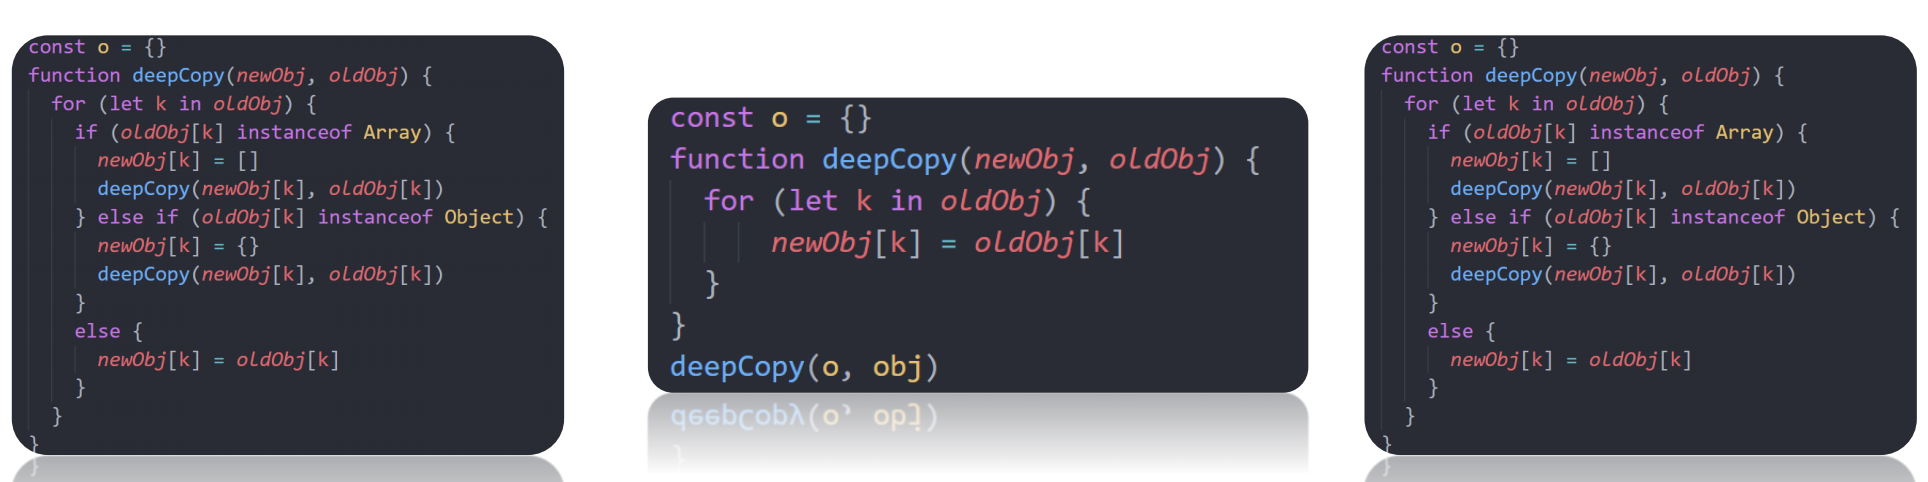 const o = {}
function deepCopy(newObj, oldObj) {
for (let k in oldObj) {
if (oldObj[k] instanceof Array) {
newObj[k] = []
deepCopy(newObj[k], oldObj[k])
} else if (oldObj[k] instanceof Object) {
newObj[k] = {}
deepCopy(newObj[k], oldObj[k])
}
else {
newObj[k] = oldObj[k]
}
}
}
const o = {}
function deepCopy(newObj, oldObj) {
for (let k in oldObj) {
newObj[k] = oldObj[k]
}
}
deepCopy(o, obj)
const o = {}
function deepCopy(newObj, oldObj) {
for (let k in oldObj) {
if (oldObj[k] instanceof Array) {
newObj[k] = []
deepCopy(newObj[k], oldObj[k])
} else if (oldObj[k] instanceof Object) {
newObj[k] = {}
deepCopy(newObj[k], oldObj[k])
}
else {
newObj[k] = oldObj[k]
}
}
}